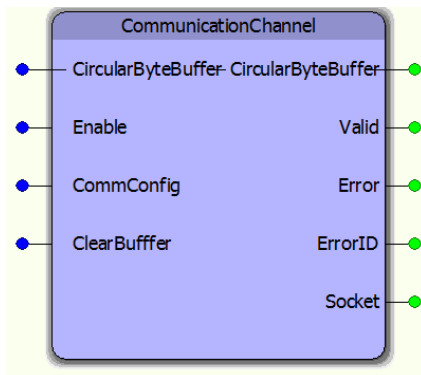 CommunicationChannel
CircularByteBuffer CircularByteBuffer
Enable Valid
CommConfig Error
ClearBufffer ErrorID
Socket